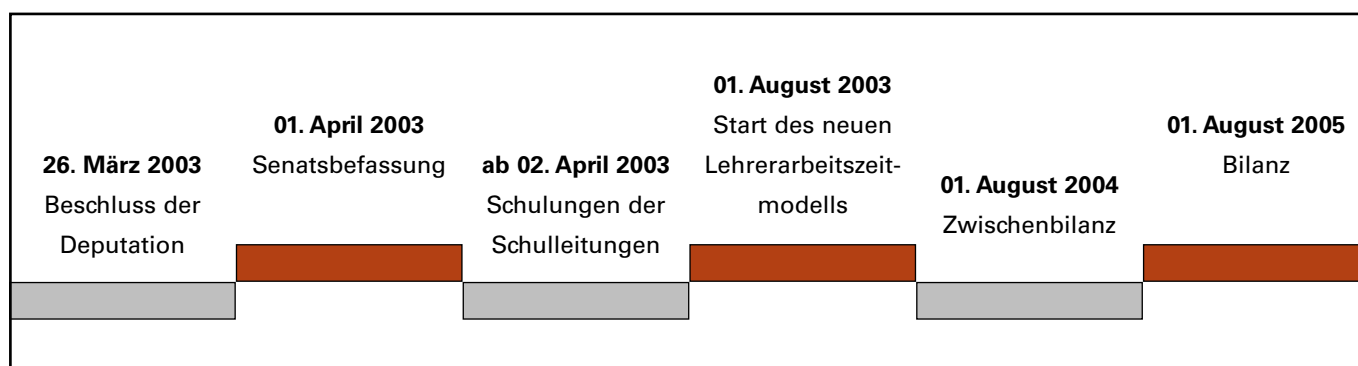 26. März 2003
Beschluss der
Deputation
01. April 2003
Senatsbefassung
ab 02. April 2003
Schulungen der
Schulleitungen
01. August 2003
Start des neuen
Lehrerarbeitszeit-
modells
01. August 2004
Zwischenbilanz
01. August 2005
Bilanz